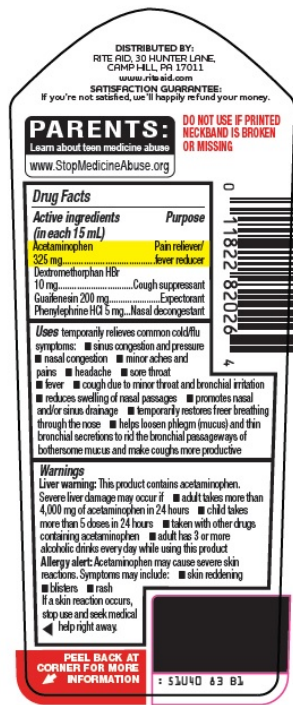 DISTRIBUTED BY:
RITE AID, 30 HUNTER LANE,
CAMP HILL, PA 17011
www.riteaid.com
SATISFACTION GUARANTEE:
If you're not satisfied, we'll happily refund your money.
PARENTS:
Learn about teen medicine abuse
www.StopMedicineAbuse.org
DO NOT USE IF PRINTED
NECKBAND IS BROKEN
OR MISSING
Drug Facts
Active ingredients Purpose
(in each 15 mL)
Acetaminophen Pain reliever/
325 mg..............................fever reducer
Dextromethorphan HBr
10 mg.........................Cough suppressant
Guaifenesin 200 mg..................Expectorant
Phenylephrine HCl 5 mg...Nasal decongestant
Uses temporarily relieves common cold/flu
symptoms: ■ sinus congestion and pressure
■ nasal congestion ■ minor aches and
pains ■ headache ■ sore throat
■ fever ■ cough due to minor throat and bronchial irritation
■ reduces swelling of nasal passages ■ promotes nasal
and/or sinus drainage ■ temporarily restores freer breathing
through the nose ■ helps loosen phlegm (mucus) and thin
bronchial secretions to rid the bronchial passageways of
bothersome mucus and make coughs more productive
Warnings
Liver warning: This product contains acetaminophen.
Severe liver damage may occur if ■ adult takes more than
4,000 mg of acetaminophen in 24 hours ■ child takes
more than 5 doses in 24 hours ■ taken with other drugs
containing acetaminophen ■ adult has 3 or more
alcoholic drinks every day while using this product
Allergy alert: Acetaminophen may cause severe skin
reactions. Symptoms may include: ■ skin reddening
■ blisters ■ rash
If a skin reaction occurs,
stop use and seek medical
help right away.
0 11822 82026 4
PEEL BACK AT
CORNER FOR MORE
INFORMATION
: 51U40 63 B1